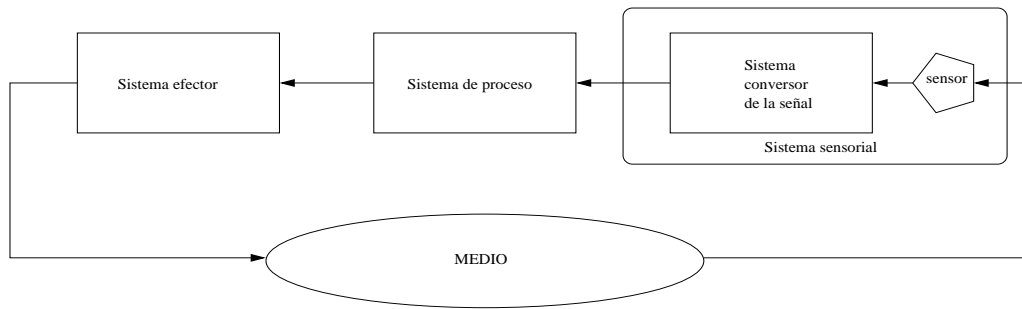 Sistema efector
Sistema de proceso
Sistema
conversor
de la señal
sensor
Sistema sensorial
MEDIO